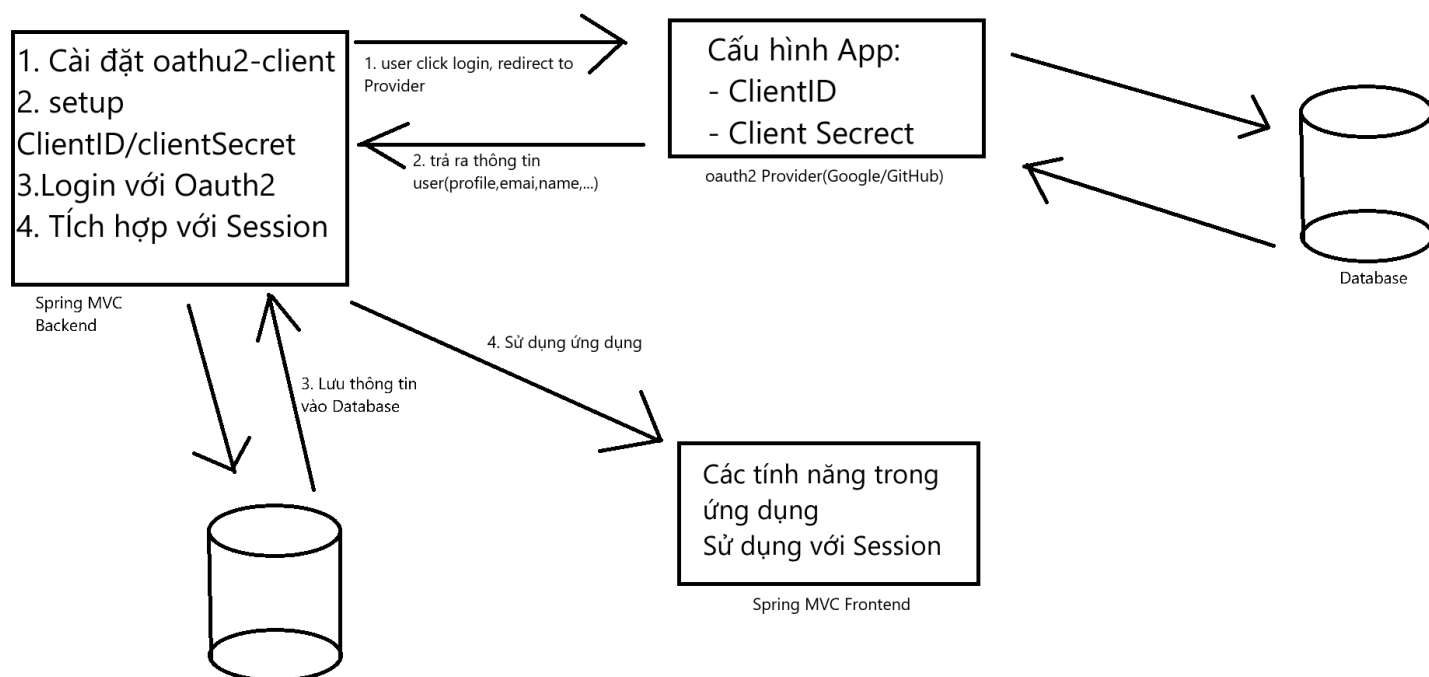 1. Cài đặt oathu2-client
2. setup
ClientID/clientSecret
3.Login với Oauth2
4. TÍch hợp với Session
Spring MVC
Backend
1. user click login, redirect to
Provider
2. trả ra thông tin
user(profile,emai,name,...)
Cấu hình App:
- ClientID
- Client Secrect
oauth2 Provider(Google/GitHub)
Database
3. Lưu thông tin
vào Database
4. Sử dụng ứng dụng
Các tính năng trong
ứng dụng
Sử dụng với Session
Spring MVC Frontend